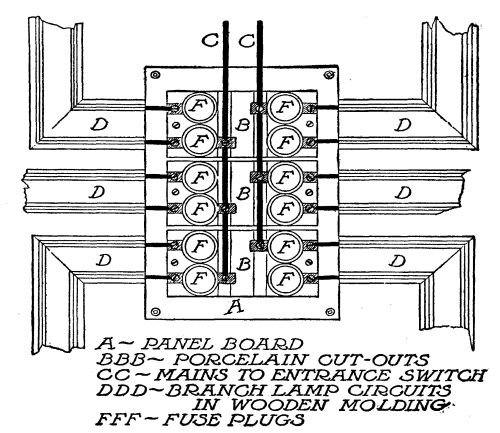 C C
F F
D B D
F F
F F
D B D
F F
F F
D B D
F F
A
A~ PANEL BOARD
BBB~ PORCELAIN CUT-OUTS
CC~ MAINS TO ENTRANCE SWITCH
DDD~ BRANCH LAMP CIRCUITS
IN WOODEN MOLDING
FFF~ FUSE PLUGS